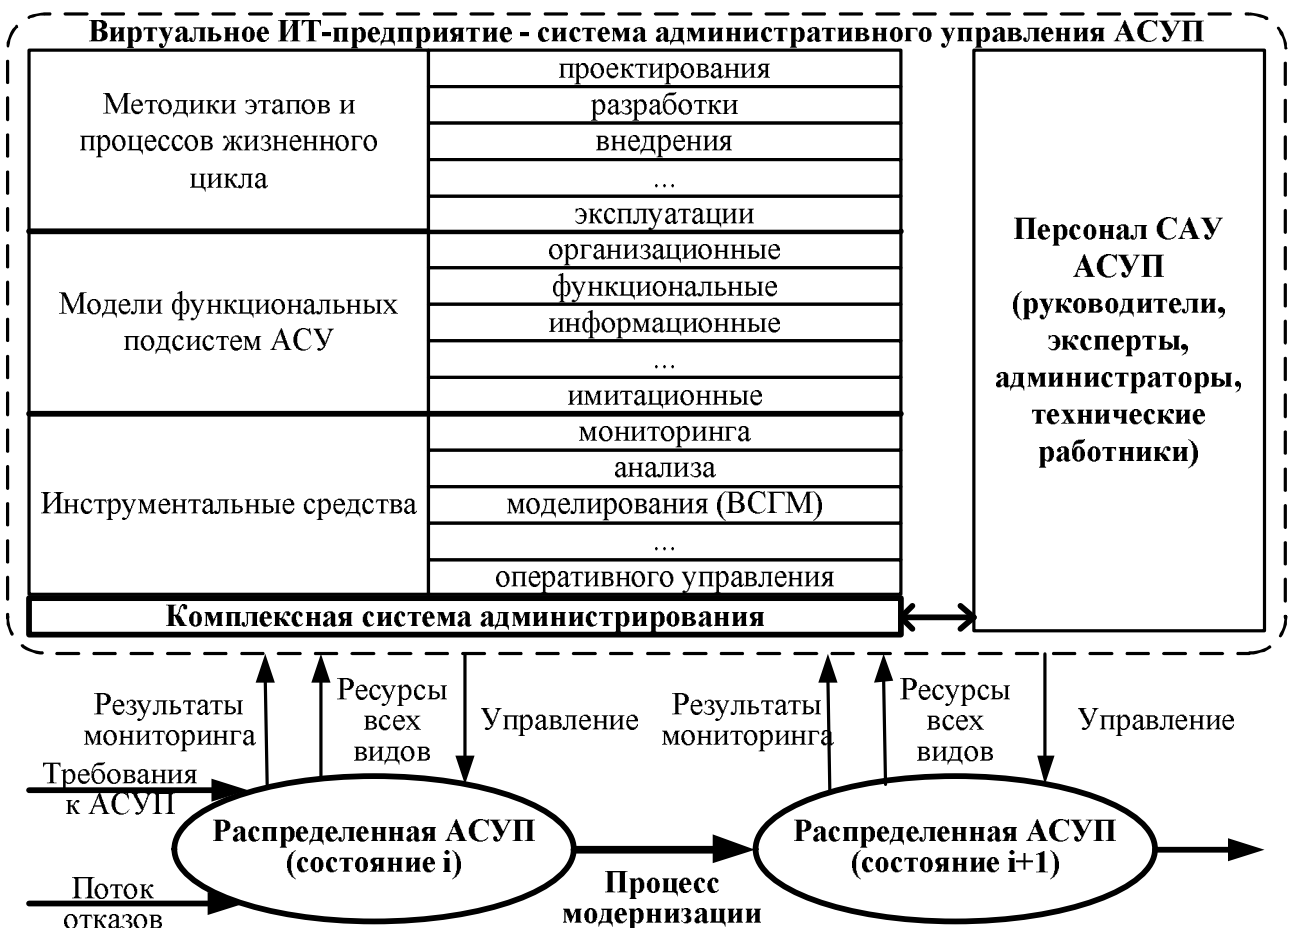 Виртуальное ИТ-предприятие - система административного управления АСУП
Методики этапов и
процессов жизненного
цикла
проектирования
разработки
внедрения
...
эксплуатации
Модели функциональных
подсистем АСУ
организационные
функциональные
информационные
...
имитационные
Инструментальные средства
мониторинга
анализа
моделирования (ВСГМ)
...
оперативного управления
Комплексная система администрирования
Персонал САУ
АСУП
(руководители,
эксперты,
администраторы,
технические
работники)
Результаты
мониторинга
Ресурсы
всех
видов
Управление
Результаты
мониторинга
Ресурсы
всех
видов
Управление
Требования
к АСУП
Поток
отказов
Распределенная АСУП
(состояние i)
Процесс
модернизации
Распределенная АСУП
(состояние i+1)